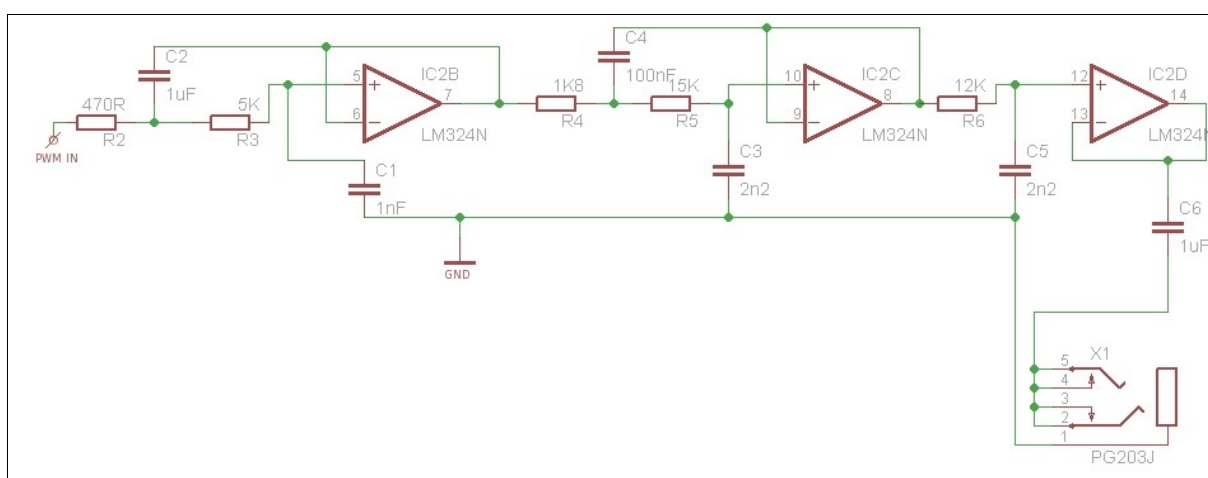 C2
1uF
470R
R2
PWM IN
5K
R3
5
6
7
IC2B
LM324N
C1
1nF
GND
1K8
R4
C4
100nF
15K
R5
10
9
8
IC2C
LM324N
C3
2n2
12K
R6
C5
2n2
12
13
14
IC2D
LM324N
C6
1uF
X1
5
4
3
2
1
PG203J